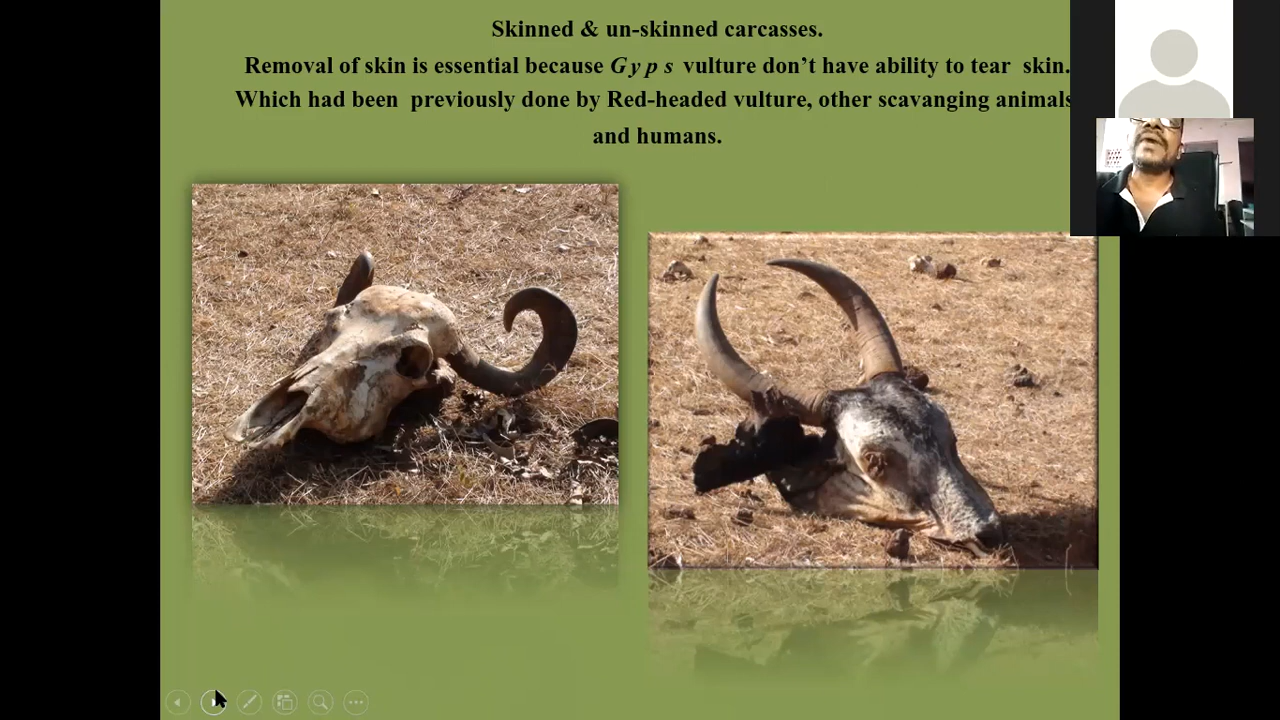 Skinned & un-skinned carcasses.
Removal of skin is essential because G y p s vulture don’t have ability to tear skin.
Which had been previously done by Red-headed vulture, other scavanging animals
and humans.